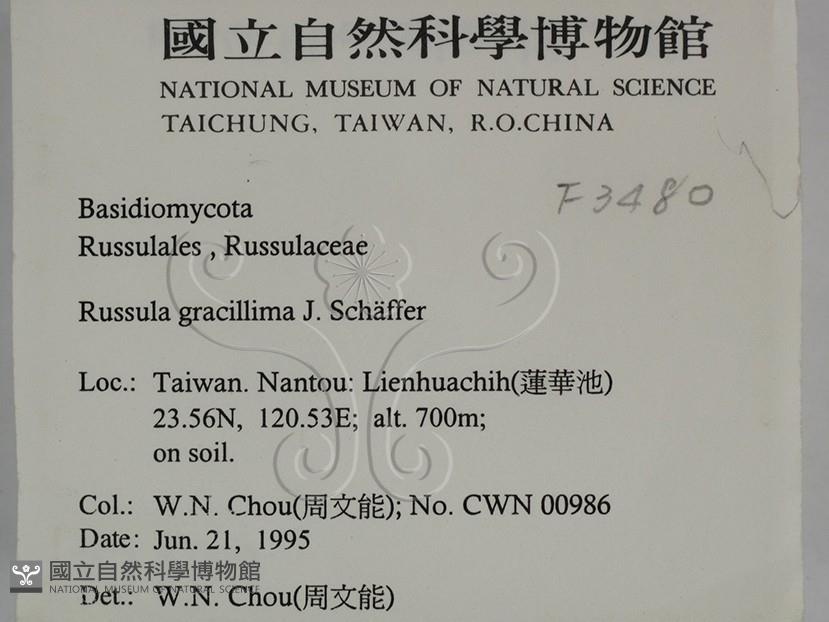 國立自然科學博物館
NATIONAL MUSEUM OF NATURAL SCIENCE
TAICHUNG, TAIWAN, R.O.CHINA
F3480
Basidiomycota
Russulales , Russulaceae
Russula gracillima J. Schäffer
Loc.: Taiwan. Nantou: Lienhuachih(蓮華池)
23.56N, 120.53E; alt. 700m;
on soil.
Col.: W.N. Chou(周文能); No. CWN 00986
Date: Jun. 21, 1995
國立自然科學博物館
NATIONAL MUSEUM OF NATURAL SCIENCE
Det.: W.N. Chou(周文能)